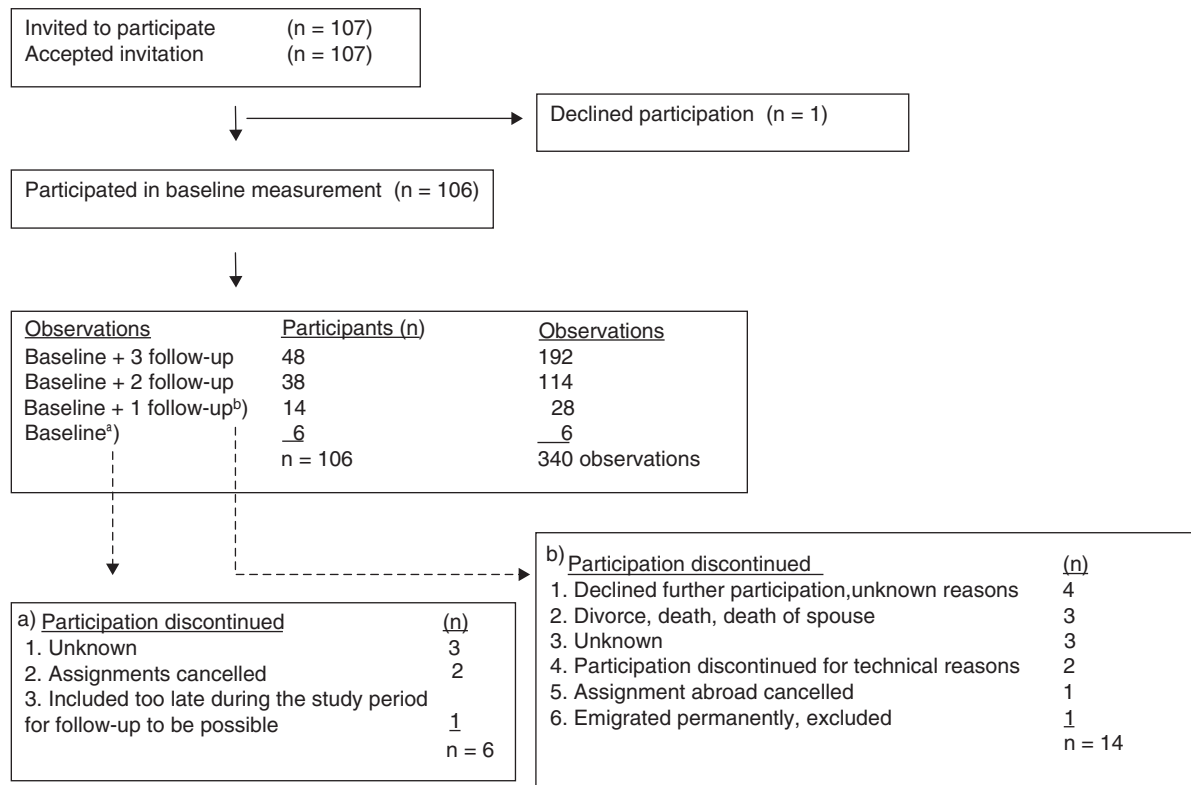 Invited to participate (n = 107)
Accepted invitation (n = 107)
Declined participation (n = 1)
Participated in baseline measurement (n = 106)
Observations Participants (n) Observations
Baseline + 3 follow-up 48 192
Baseline + 2 follow-up 38 114
Baseline + 1 follow-upᵇ) 14 28
Baselineᵃ) 6 6
n = 106 340 observations
a) Participation discontinued (n)
1. Unknown 3
2. Assignments cancelled 2
3. Included too late during the study period
for follow-up to be possible 1
n = 6
b) Participation discontinued (n)
1. Declined further participation,unknown reasons 4
2. Divorce, death, death of spouse 3
3. Unknown 3
4. Participation discontinued for technical reasons 2
5. Assignment abroad cancelled 1
6. Emigrated permanently, excluded 1
n = 14